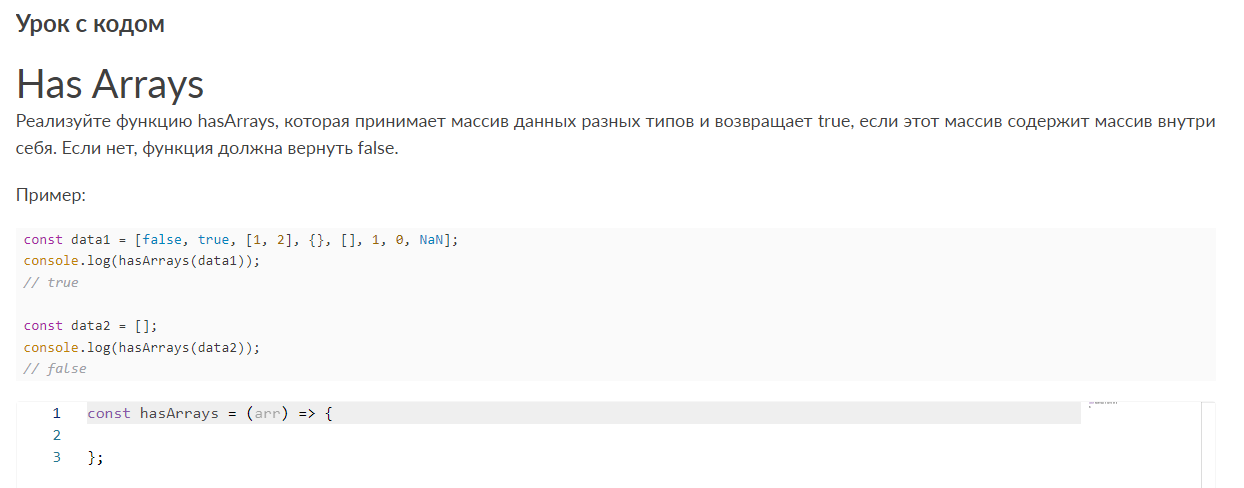 Урок с кодом
Has Arrays
Реализуйте функцию hasArrays, которая принимает массив данных разных типов и возвращает true, если этот массив содержит массив внутри
себя. Если нет, функция должна вернуть false.
Пример:
const data1 = [false, true, [1, 2], {}, [], 1, 0, NaN];
console.log(hasArrays(data1));
// true
const data2 = [];
console.log(hasArrays(data2));
// false
1 const hasArrays = (arr) => {
2
3 };